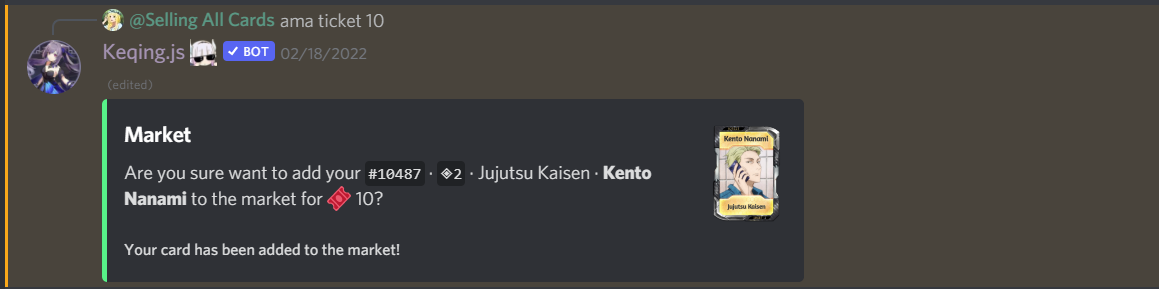 @Selling All Cards ama ticket 10
Keqing.js ✓ BOT 02/18/2022
(edited)
Market
Are you sure want to add your #10487 · ◈2 · Jujutsu Kaisen · Kento
Nanami to the market for 10?
Your card has been added to the market!
Kento Nanami
Jujutsu Kaisen